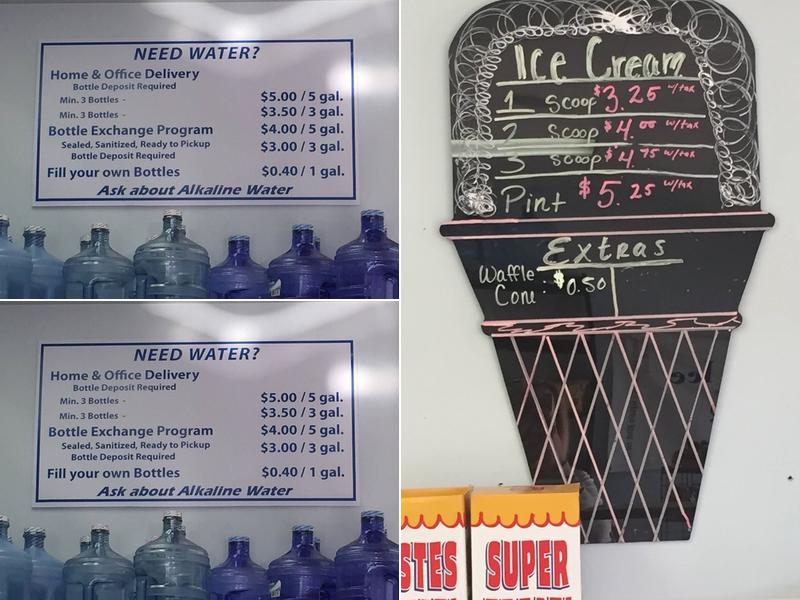 NEED WATER?
Home & Office Delivery
Bottle Deposit Required
Min. 3 Bottles - $5.00 / 5 gal.
Min. 3 Bottles - $3.50 / 3 gal.
Bottle Exchange Program $4.00 / 5 gal.
Sealed, Sanitized, Ready to Pickup $3.00 / 3 gal.
Bottle Deposit Required
Fill your own Bottles $0.40 / 1 gal.
Ask about Alkaline Water
NEED WATER?
Home & Office Delivery
Bottle Deposit Required
Min. 3 Bottles - $5.00 / 5 gal.
Min. 3 Bottles - $3.50 / 3 gal.
Bottle Exchange Program $4.00 / 5 gal.
Sealed, Sanitized, Ready to Pickup $3.00 / 3 gal.
Bottle Deposit Required
Fill your own Bottles $0.40 / 1 gal.
Ask about Alkaline Water
Ice Cream
1 Scoop $3.25 w/tax
2 Scoop $4.00 w/tax
3 Scoop $4.75 w/tax
Pint $5.25 w/tax
Extras
Waffle
Cone: $0.50
STES SUPER